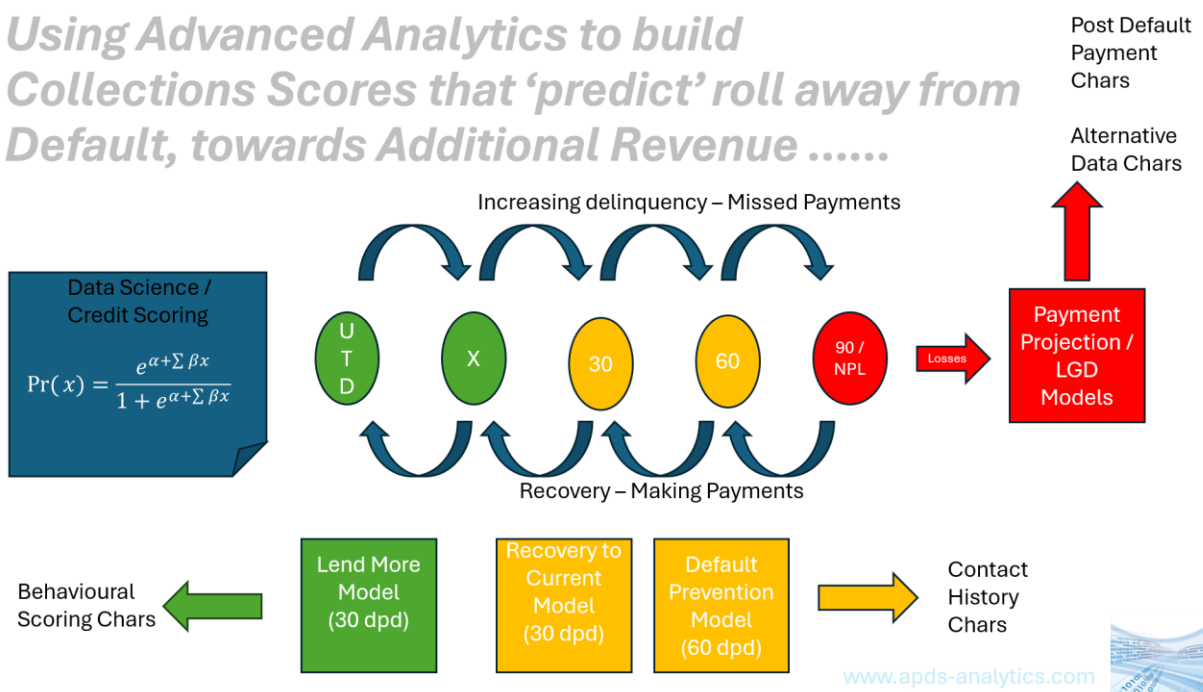 Using Advanced Analytics to build
Collections Scores that ‘predict’ roll away from
Default, towards Additional Revenue ......
Post Default
Payment
Chars
Alternative
Data Chars
Increasing delinquency – Missed Payments
Data Science /
Credit Scoring
Pr(x) = e^{α+∑ βx} / 1 + e^{α+∑ βx}
U
T
D
X
30
60
90 /
NPL
Losses
Payment
Projection /
LGD
Models
Recovery – Making Payments
Behavioural
Scoring Chars
Lend More
Model
(30 dpd)
Recovery to
Current
Model
(30 dpd)
Default
Prevention
Model
(60 dpd)
Contact
History
Chars
www.apds-analytics.com